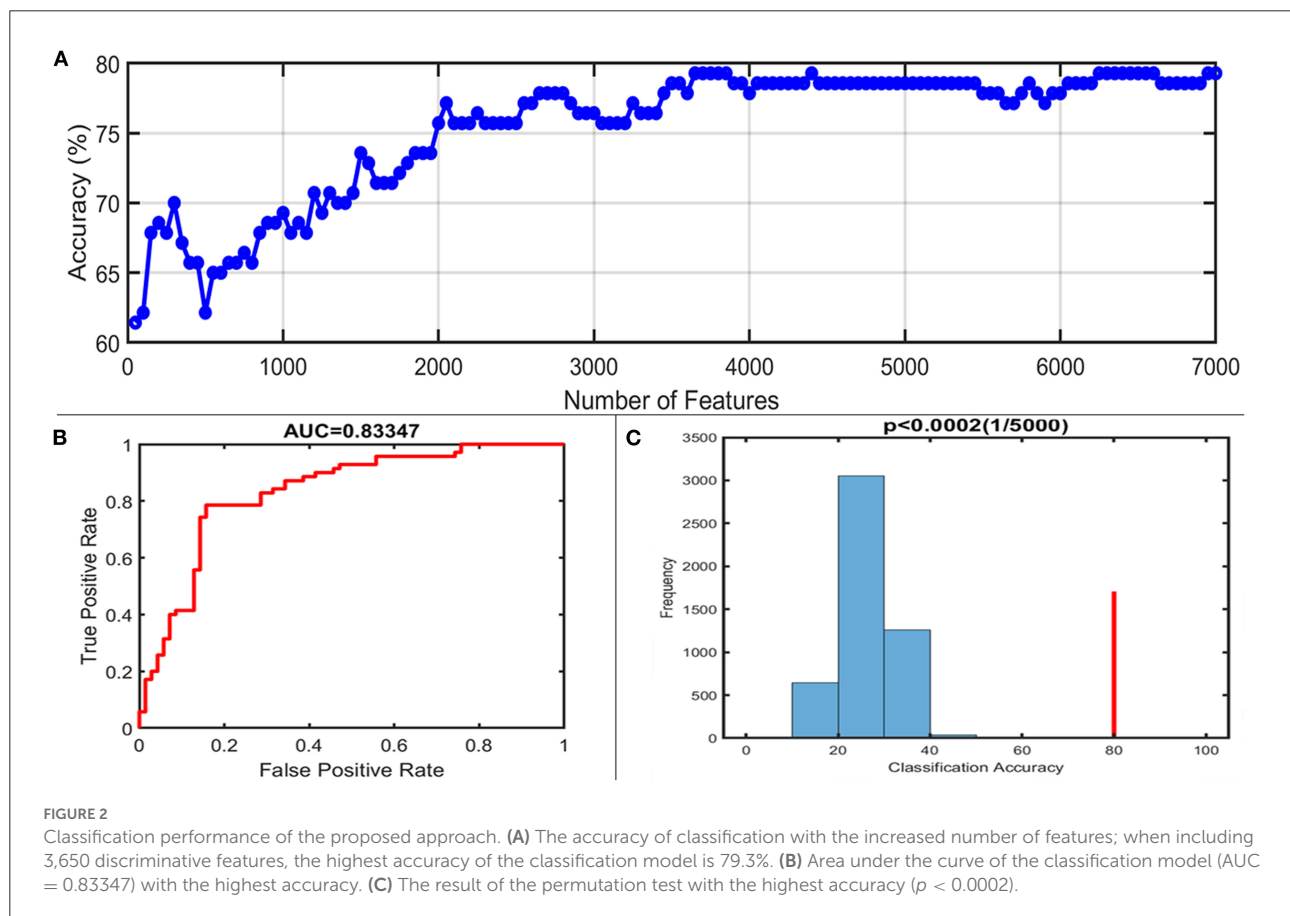 A
80
75
70
65
60
Accuracy (%)
0 1000 2000 3000 4000 5000 6000 7000
Number of Features
B
AUC=0.83347
1
0.8
0.6
0.4
0.2
0
True Positive Rate
0 0.2 0.4 0.6 0.8 1
False Positive Rate
C
p<0.0002(1/5000)
3500
3000
2500
2000
1500
1000
500
0
Frequency
0 20 40 60 80 100
Classification Accuracy
FIGURE 2
Classification performance of the proposed approach. (A) The accuracy of classification with the increased number of features; when including
3,650 discriminative features, the highest accuracy of the classification model is 79.3%. (B) Area under the curve of the classification model (AUC
= 0.83347) with the highest accuracy. (C) The result of the permutation test with the highest accuracy (p < 0.0002).